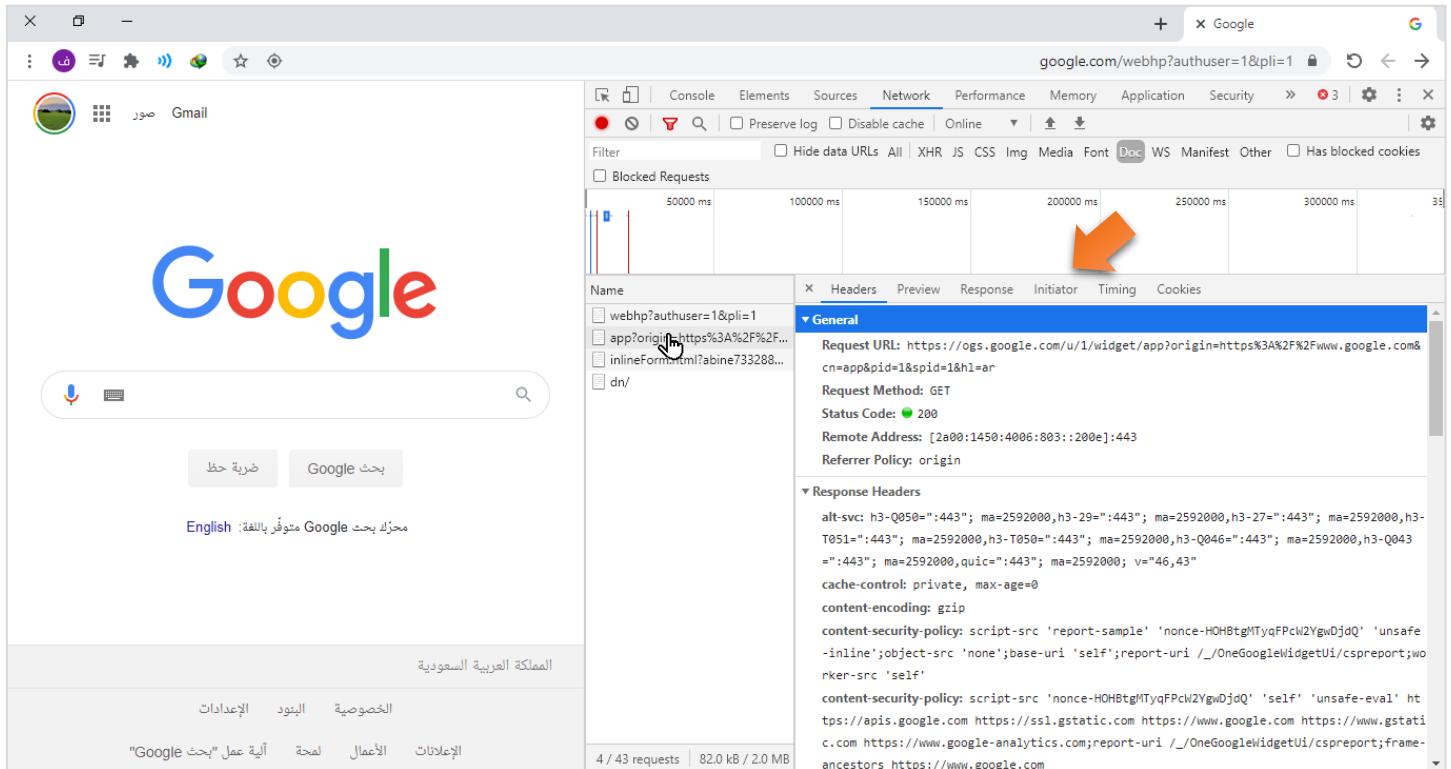 Google
google.com/webhp?authuser=1&pli=1
ف
Gmail صور
Google
بحث Google ضربة حظ
محرّك بحث Google متوفّر باللغة: English
المملكة العربية السعودية
الخصوصية البنود الإعدادات
الإعلانات الأعمال لمحة آلية عمل "بحث Google"
Console Elements Sources Network Performance Memory Application Security » 3
Preserve log Disable cache Online
Filter Hide data URLs All XHR JS CSS Img Media Font Doc WS Manifest Other Has blocked cookies
Blocked Requests
50000 ms 100000 ms 150000 ms 200000 ms 250000 ms 300000 ms 35
Name
webhp?authuser=1&pli=1
app?origin=https%3A%2F%2F...
inlineForm.html?abine733288...
dn/
4 / 43 requests 82.0 kB / 2.0 MB
Headers Preview Response Initiator Timing Cookies
General
Request URL: https://ogs.google.com/u/1/widget/app?origin=https%3A%2F%2Fwww.google.com&
cn=app&pid=1&spid=1&hl=ar
Request Method: GET
Status Code: 200
Remote Address: [2a00:1450:4006:803::200e]:443
Referrer Policy: origin
Response Headers
alt-svc: h3-Q050=":443"; ma=2592000,h3-29=":443"; ma=2592000,h3-27=":443"; ma=2592000,h3-
T051=":443"; ma=2592000,h3-T050=":443"; ma=2592000,h3-Q046=":443"; ma=2592000,h3-Q043
=":443"; ma=2592000,quic=":443"; ma=2592000; v="46,43"
cache-control: private, max-age=0
content-encoding: gzip
content-security-policy: script-src 'report-sample' 'nonce-HOHBtgMTyqFPcW2YgwDjdQ' 'unsafe
-inline';object-src 'none';base-uri 'self';report-uri /_/OneGoogleWidgetUi/cspreport;wo
rker-src 'self'
content-security-policy: script-src 'nonce-HOHBtgMTyqFPcW2YgwDjdQ' 'self' 'unsafe-eval' ht
tps://apis.google.com https://ssl.gstatic.com https://www.google.com https://www.gstati
c.com https://www.google-analytics.com;report-uri /_/OneGoogleWidgetUi/cspreport;frame-
ancestors https://www.google.com